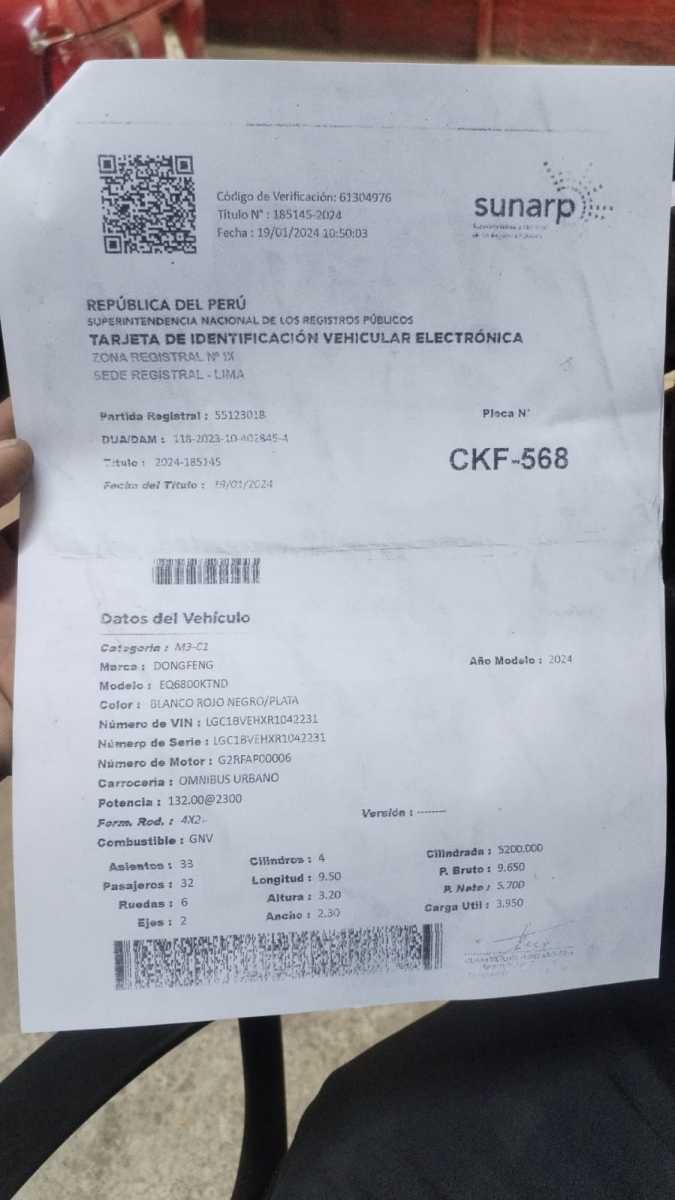 Código de Verificación: 61304976
Título N° : 185145-2024
Fecha : 19/01/2024 10:50:03
sunarp
REPÚBLICA DEL PERÚ
SUPERINTENDENCIA NACIONAL DE LOS REGISTROS PÚBLICOS
TARJETA DE IDENTIFICACIÓN VEHICULAR ELECTRÓNICA
ZONA REGISTRAL N° IX
SEDE REGISTRAL - LIMA
Partida Registral : 55123018
Placa N°
DUA/DAM : 118-2023-10-402845-4
CKF-568
Título : 2024-185145
Fecha del Título : 19/01/2024
Datos del Vehículo
Categoria : M3-C1
Marca : DONGFENG
Año Modelo : 2024
Modelo : EQ6800KTND
Color : BLANCO ROJO NEGRO/PLATA
Número de VIN : LGC1BVEHXR1042231
Número de Serie : LGC1BVEHXR1042231
Número de Motor : G2RFAP00006
Carroceria : OMNIBUS URBANO
Potencia : 132.00@2300
Form. Rod. : 4X2-
Versión : --------
Combustible : GNV
Asientos : 33 Cilindros : 4 Cilindrada : 5200.000
Pasajeros : 32 Longitud : 9.50 P. Bruto : 9.650
Ruedas : 6 Altura : 3.20 P. Neto : 5.700
Ejes : 2 Ancho : 2.30 Carga Util : 3.950